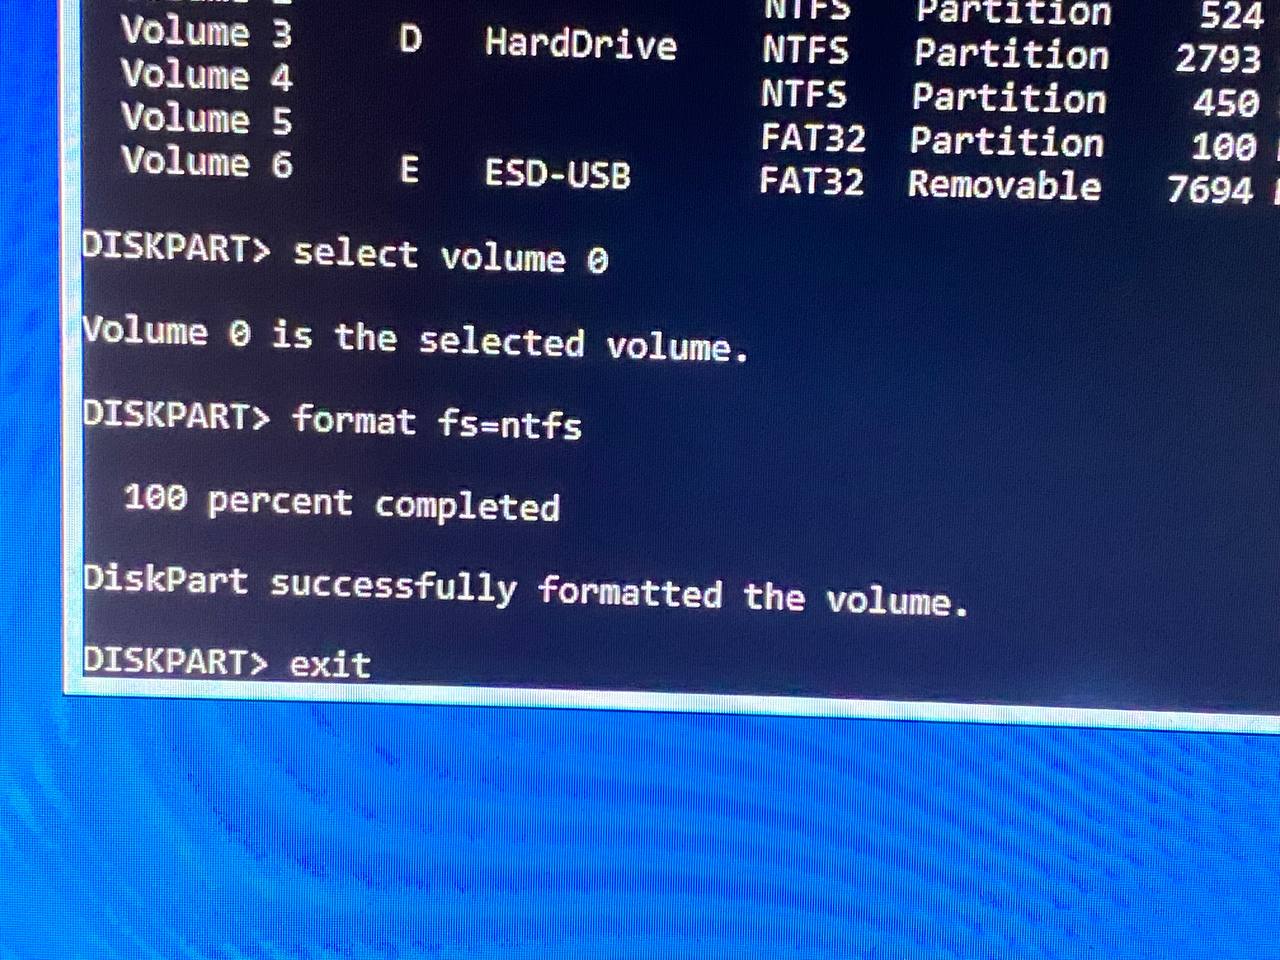 NTFS Partition 524
Volume 3 D HardDrive NTFS Partition 2793
Volume 4 NTFS Partition 450
Volume 5 FAT32 Partition 100
Volume 6 E ESD-USB FAT32 Removable 7694
DISKPART> select volume 0
Volume 0 is the selected volume.
DISKPART> format fs=ntfs
100 percent completed
DiskPart successfully formatted the volume.
DISKPART> exit